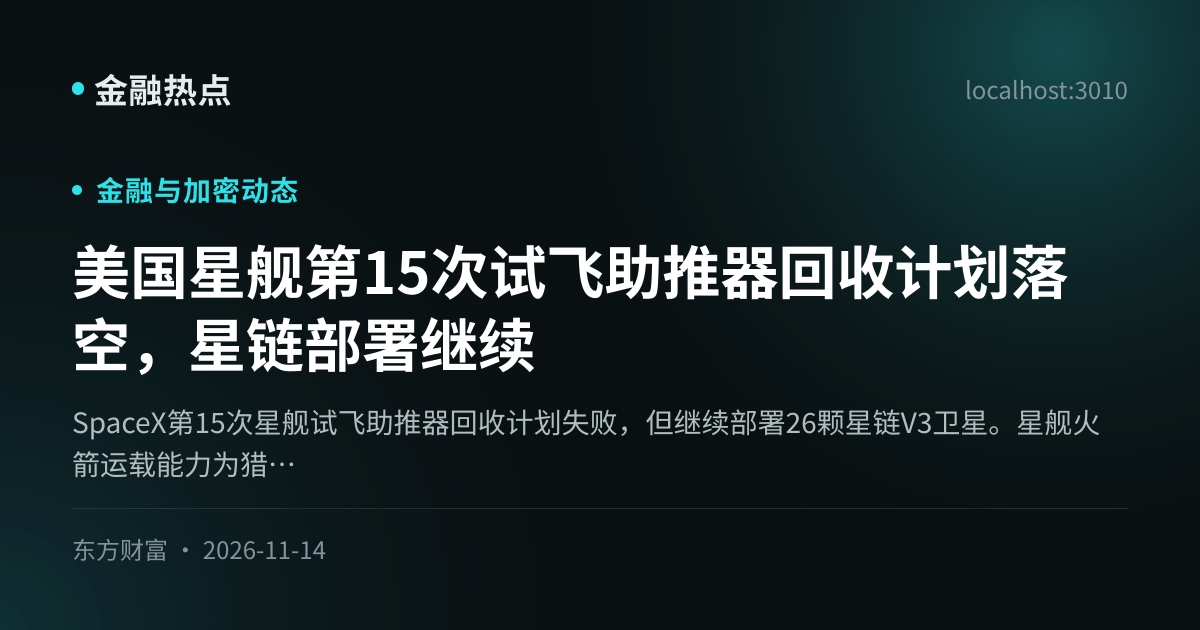 金融热点
localhost:3010
金融与加密动态
美国星舰第15次试飞助推器回收计划落
空，星链部署继续
SpaceX第15次星舰试飞助推器回收计划失败，但继续部署26颗星链V3卫星。星舰火
箭运载能力为猎…
东方财富 • 2026-11-14